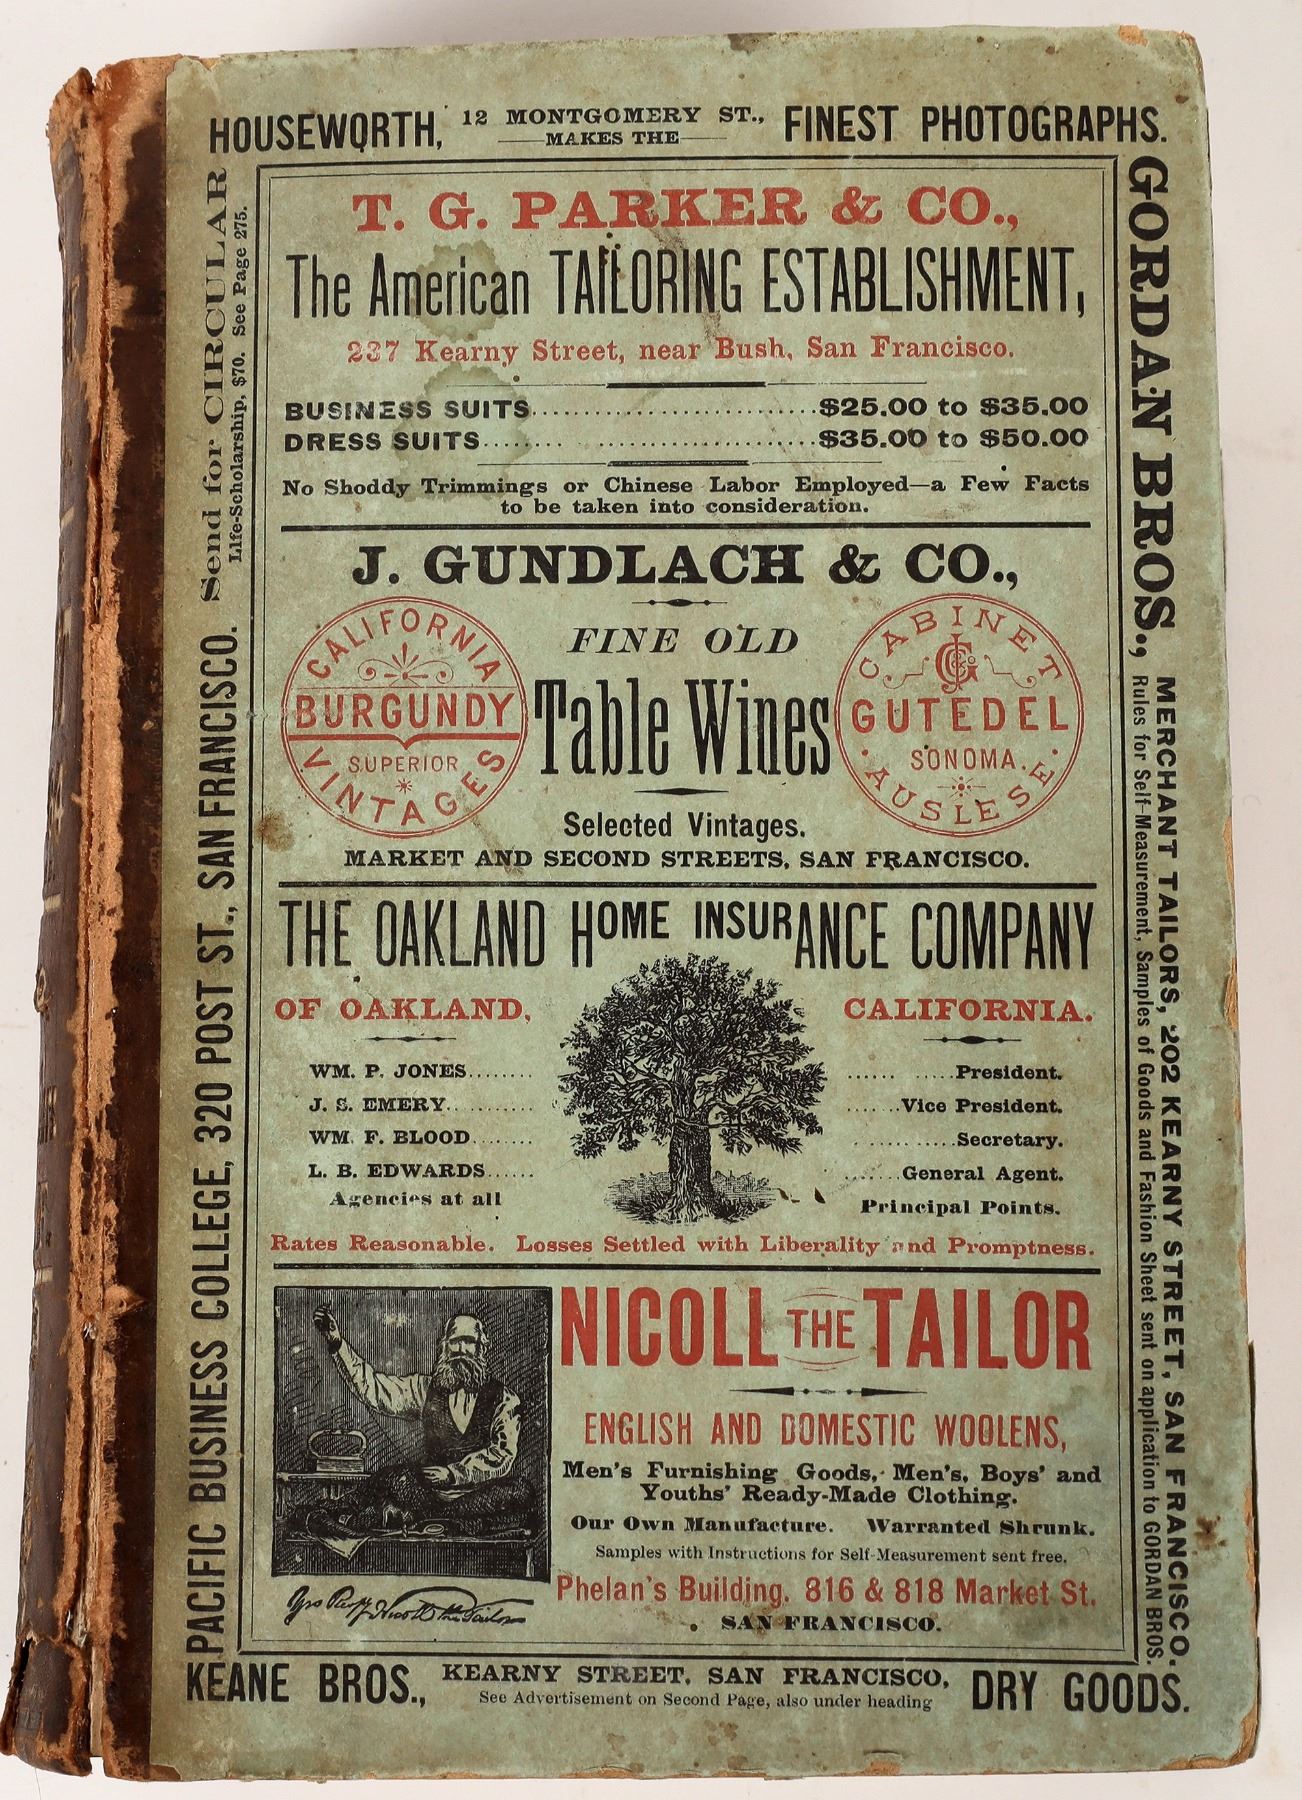 HOUSEWORTH, 12 MONTGOMERY ST., MAKES THE FINEST PHOTOGRAPHS.
T. G. PARKER & CO.,
The American TAILORING ESTABLISHMENT,
237 Kearny Street, near Bush, San Francisco.
BUSINESS SUITS..............................$25.00 to $35.00
DRESS SUITS........ ......................$35.00 to $50.00
No Shoddy Trimmings or Chinese Labor Employed—a Few Facts
to be taken into consideration.
J. GUNDLACH & CO.,
CALIFORNIA
BURGUNDY
SUPERIOR
VINTAGES
FINE OLD
Table Wines
Selected Vintages.
CABINET
JGCo
GUTEDEL
SONOMA.
AUSLESE
MARKET AND SECOND STREETS, SAN FRANCISCO.
THE OAKLAND HOME INSURANCE COMPANY
OF OAKLAND, CALIFORNIA.
WM. P. JONES........ ...... .....President.
J. S. EMERY........... ......Vice President.
WM. F. BLOOD........ ...........Secretary.
L. B. EDWARDS...... .......General Agent.
Agencies at all Principal Points.
Rates Reasonable. Losses Settled with Liberality and Promptness.
NICOLL THE TAILOR
ENGLISH AND DOMESTIC WOOLENS,
Men's Furnishing Goods, Men's, Boys' and
Youths' Ready-Made Clothing.
Our Own Manufacture. Warranted Shrunk.
Samples with Instructions for Self-Measurement sent free.
Phelan's Building. 816 & 818 Market St.
SAN FRANCISCO.
Nicoll the Tailor
KEANE BROS., KEARNY STREET, SAN FRANCISCO, DRY GOODS.
See Advertisement on Second Page, also under heading
PACIFIC BUSINESS COLLEGE, 320 POST ST., SAN FRANCISCO. Send for CIRCULAR
Life-Scholarship, $70. See Page 275.
GORDAN BROS., MERCHANT TAILORS, 202 KEARNY STREET, SAN FRANCISCO.
Rules for Self-Measurement, Samples of Goods and Fashion Sheet sent on application to GORDAN BROS.